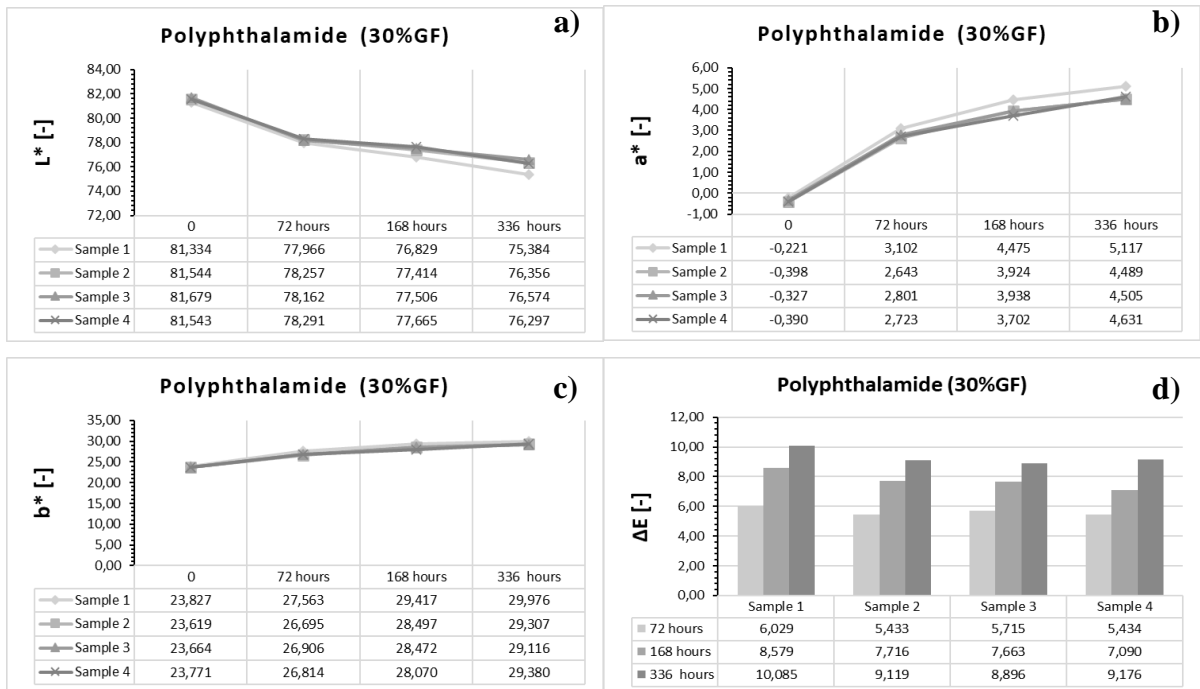 Polyphthalamide (30%GF)
a)
84,00
82,00
80,00
78,00
76,00
74,00
72,00
L* [-]
0 72 hours 168 hours 336 hours
Sample 1 81,334 77,966 76,829 75,384
Sample 2 81,544 78,257 77,414 76,356
Sample 3 81,679 78,162 77,506 76,574
Sample 4 81,543 78,291 77,665 76,297
Polyphthalamide (30%GF)
b)
6,00
5,00
4,00
3,00
2,00
1,00
0,00
-1,00
a* [-]
0 72 hours 168 hours 336 hours
Sample 1 -0,221 3,102 4,475 5,117
Sample 2 -0,398 2,643 3,924 4,489
Sample 3 -0,327 2,801 3,938 4,505
Sample 4 -0,390 2,723 3,702 4,631
Polyphthalamide (30%GF)
c)
35,00
30,00
25,00
20,00
15,00
10,00
5,00
0,00
b* [-]
0 72 hours 168 hours 336 hours
Sample 1 23,827 27,563 29,417 29,976
Sample 2 23,619 26,695 28,497 29,307
Sample 3 23,664 26,906 28,472 29,116
Sample 4 23,771 26,814 28,070 29,380
Polyphthalamide (30%GF)
d)
12,00
10,00
8,00
6,00
4,00
2,00
0,00
ΔE [-]
Sample 1 Sample 2 Sample 3 Sample 4
72 hours 6,029 5,433 5,715 5,434
168 hours 8,579 7,716 7,663 7,090
336 hours 10,085 9,119 8,896 9,176